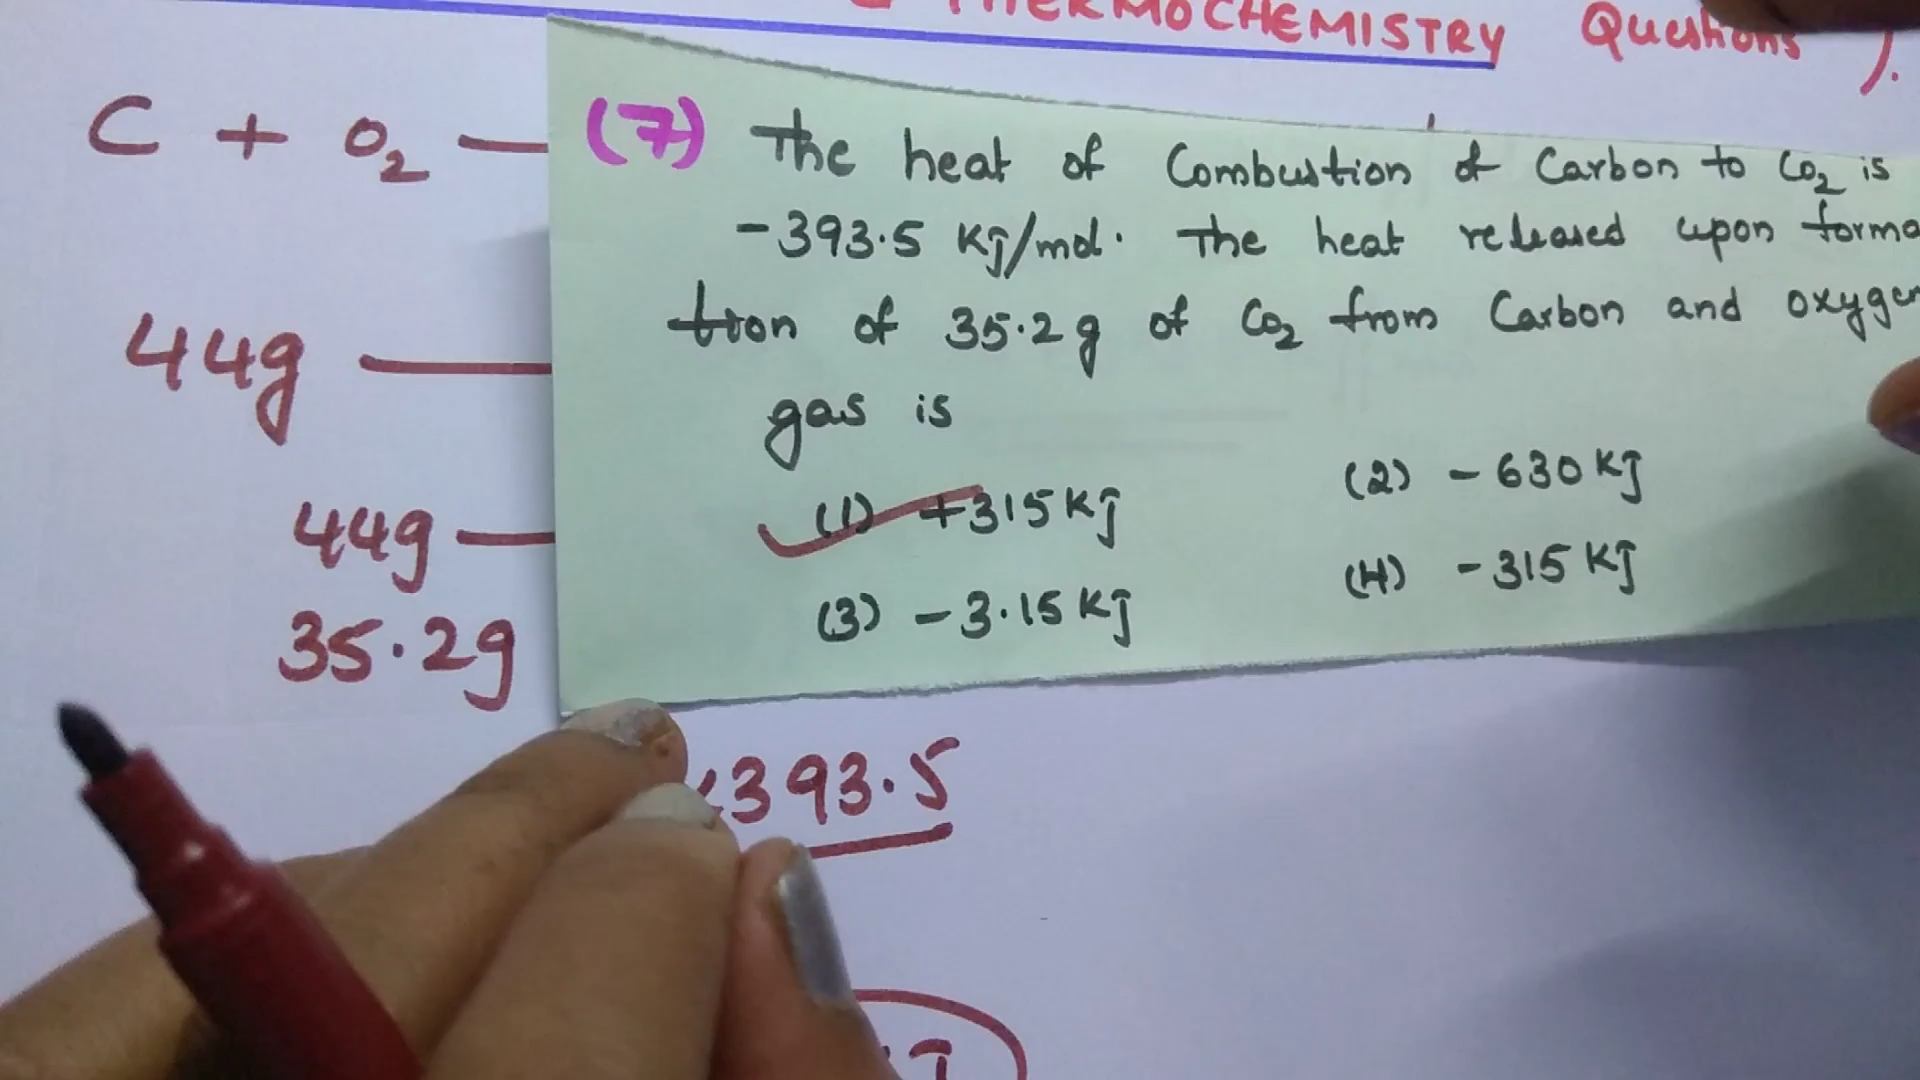 THERMOCHEMISTRY Questions ).
C + O2 —
(7) The heat of Combustion of Carbon to CO2 is
-393.5 KJ/mol. The heat released upon forma
tion of 35.2 g of CO2 from Carbon and oxygen
gas is
(1) +315 KJ (2) -630 KJ
(3) -3.15 KJ (4) -315 KJ
44g —
44g —
35.2g
393.5